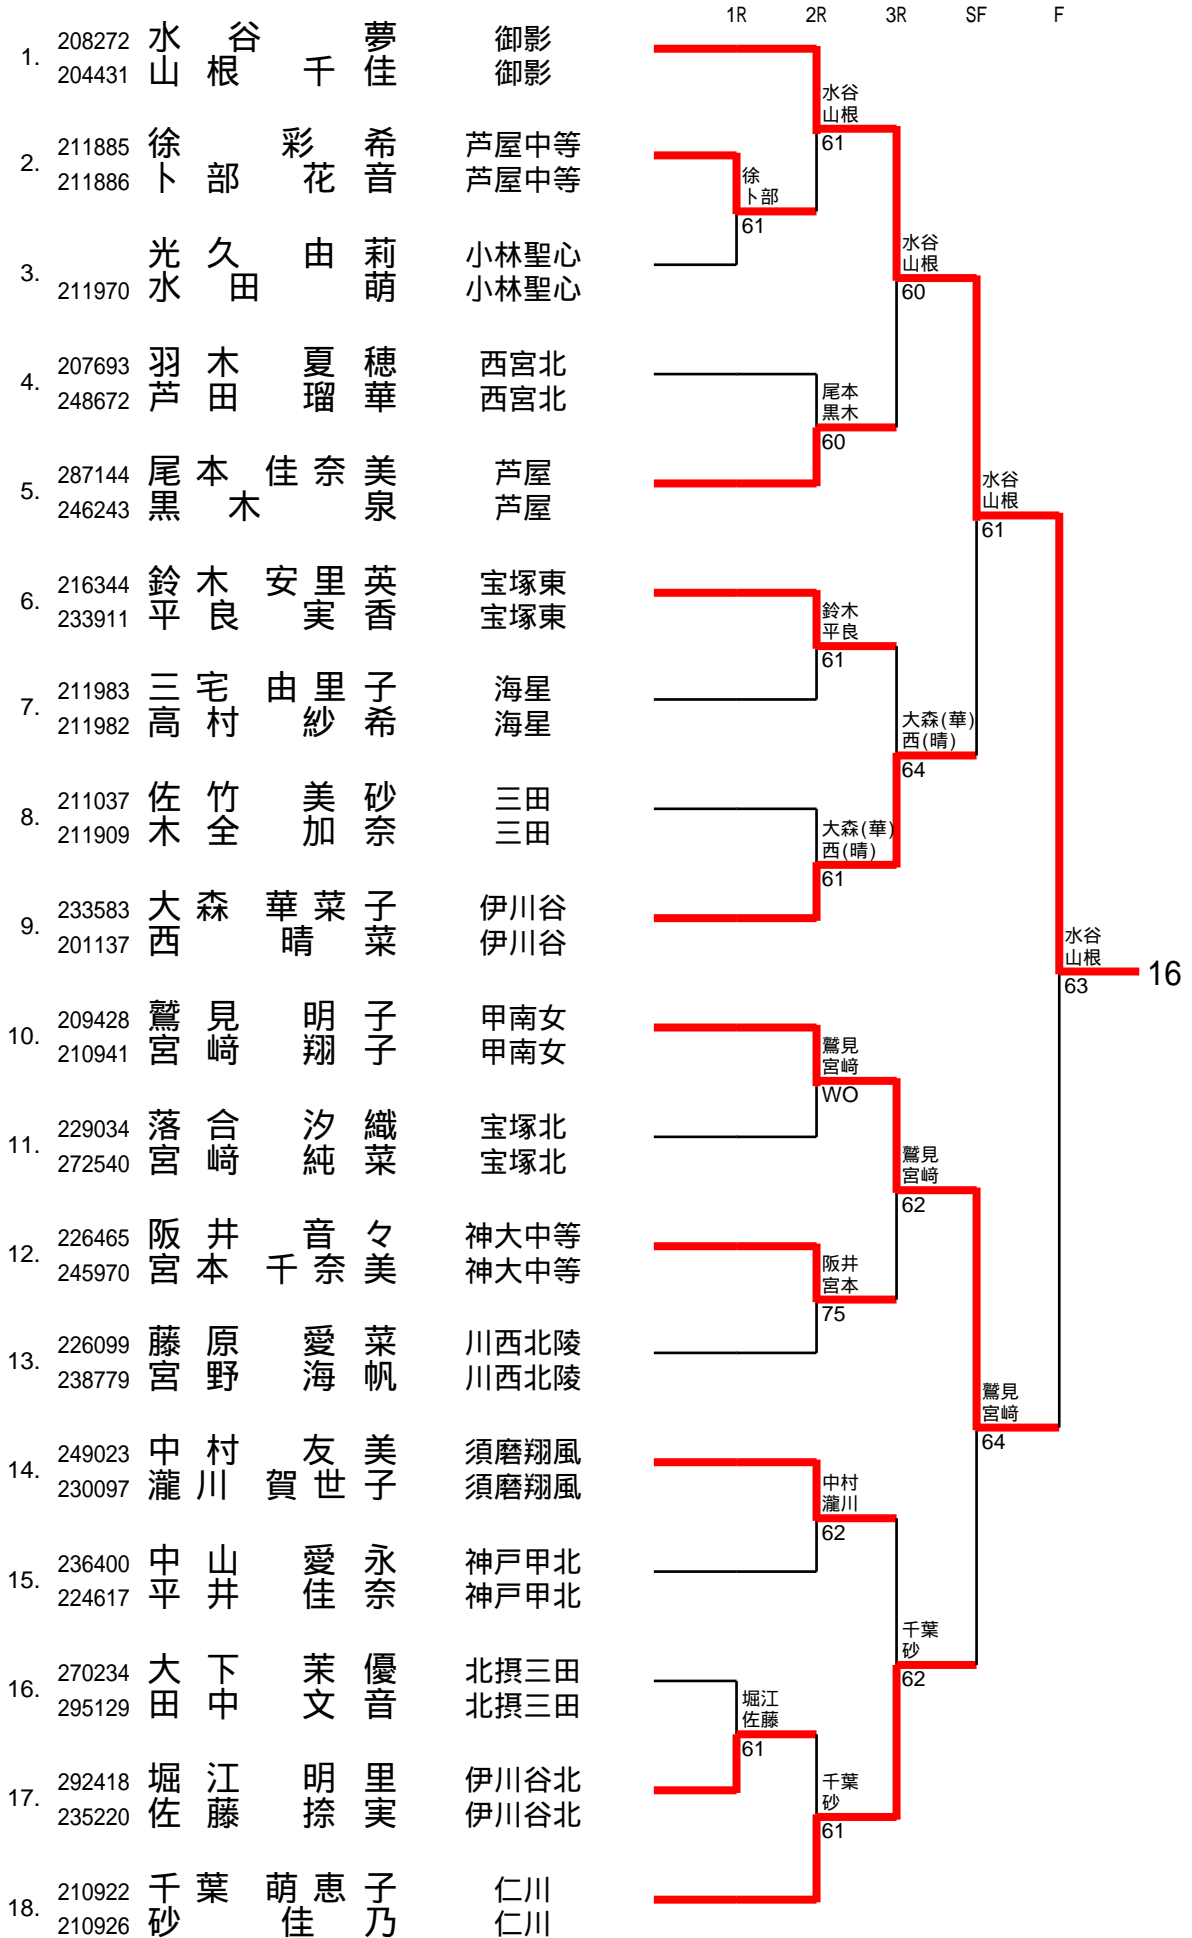 1R 2R 3R SF F
1. 208272 水谷 夢 御影
204431 山根 千佳 御影
2. 211885 徐 彩希 芦屋中等
211886 卜部 花音 芦屋中等
3. 光久 由莉 小林聖心
211970 水田 萌 小林聖心
4. 207693 羽木 夏穂 西宮北
248672 芦田 瑠華 西宮北
5. 287144 尾本 佳奈美 芦屋
246243 黒木 泉 芦屋
6. 216344 鈴木 安里英 宝塚東
233911 平良 実香 宝塚東
7. 211983 三宅 由里子 海星
211982 高村 紗希 海星
8. 211037 佐竹 美砂 三田
211909 木全 加奈 三田
9. 233583 大森 華菜子 伊川谷
201137 西 晴菜 伊川谷
10. 209428 鷲見 明子 甲南女
210941 宮﨑 翔子 甲南女
11. 229034 落合 汐織 宝塚北
272540 宮﨑 純菜 宝塚北
12. 226465 阪井 音々 神大中等
245970 宮本 千奈美 神大中等
13. 226099 藤原 愛菜 川西北陵
238779 宮野 海帆 川西北陵
14. 249023 中村 友美 須磨翔風
230097 瀧川 賀世子 須磨翔風
15. 236400 中山 愛永 神戸甲北
224617 平井 佳奈 神戸甲北
16. 270234 大下 茉優 北摂三田
295129 田中 文音 北摂三田
17. 292418 堀江 明里 伊川谷北
235220 佐藤 捺実 伊川谷北
18. 210922 千葉 萌恵子 仁川
210926 砂 佳乃 仁川
徐
卜部
61
堀江
佐藤
61
水谷
山根
61
尾本
黒木
60
鈴木
平良
61
大森(華)
西(晴)
61
鷲見
宮﨑
WO
阪井
宮本
75
中村
瀧川
62
千葉
砂
61
水谷
山根
60
大森(華)
西(晴)
64
鷲見
宮﨑
62
千葉
砂
62
水谷
山根
61
鷲見
宮﨑
64
水谷
山根
63
16